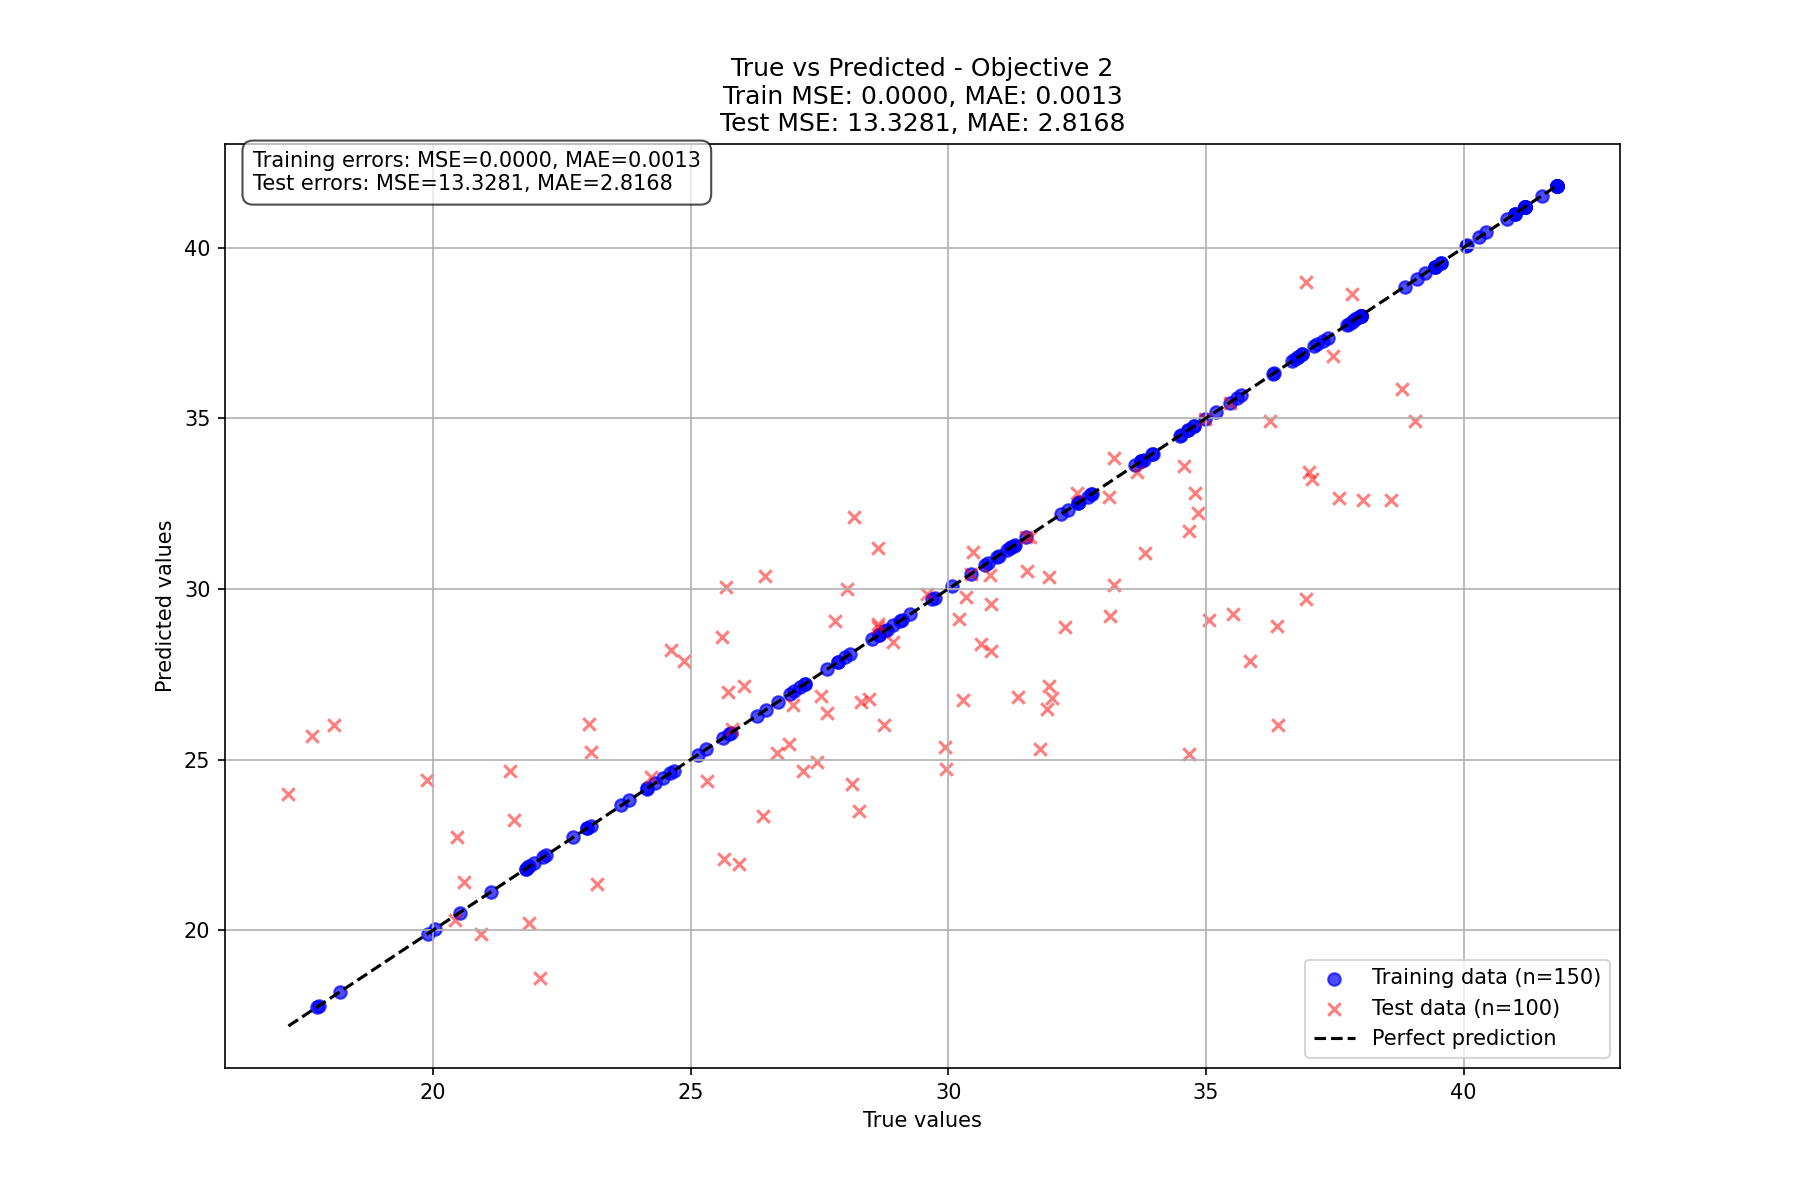 True vs Predicted - Objective 2
Train MSE: 0.0000, MAE: 0.0013
Test MSE: 13.3281, MAE: 2.8168
Training errors: MSE=0.0000, MAE=0.0013
Test errors: MSE=13.3281, MAE=2.8168
40
35
30
25
20
Predicted values
Training data (n=150)
Test data (n=100)
Perfect prediction
20 25 30 35 40
True values